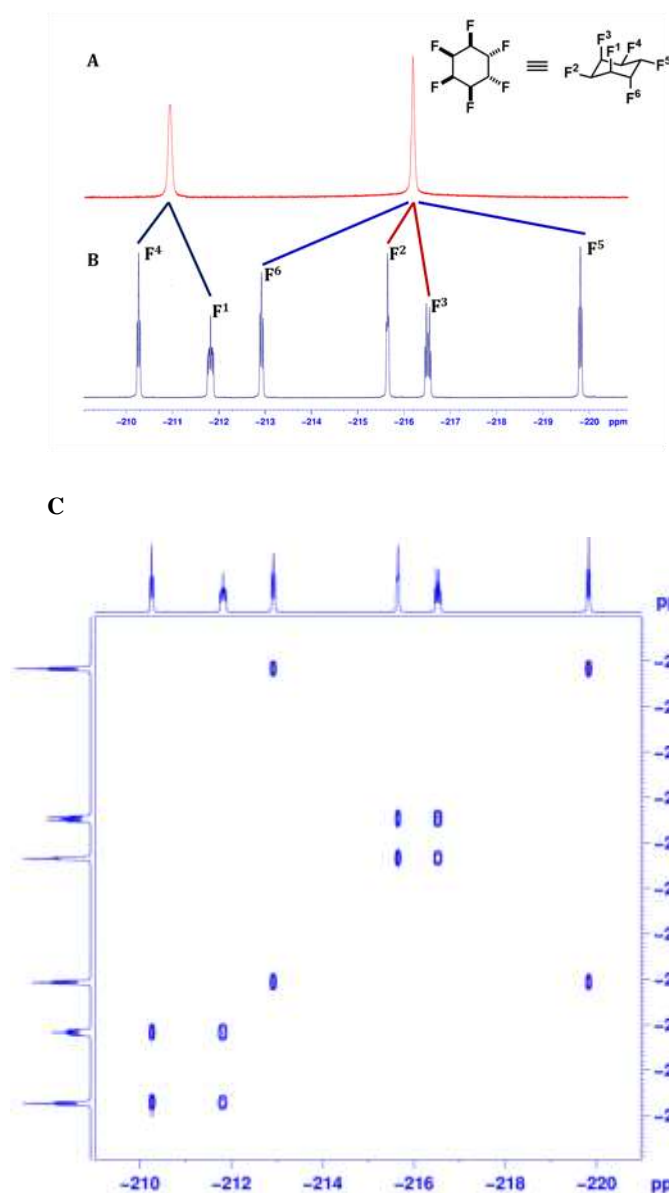 A
F F F F F F
≡
F³ F¹ F⁴ F⁵ F² F⁶
B
F⁴ F¹ F⁶ F² F³ F⁵
−210 −211 −212 −213 −214 −215 −216 −217 −218 −219 −220 ppm
C
−210 −212 −214 −216 −218 −220